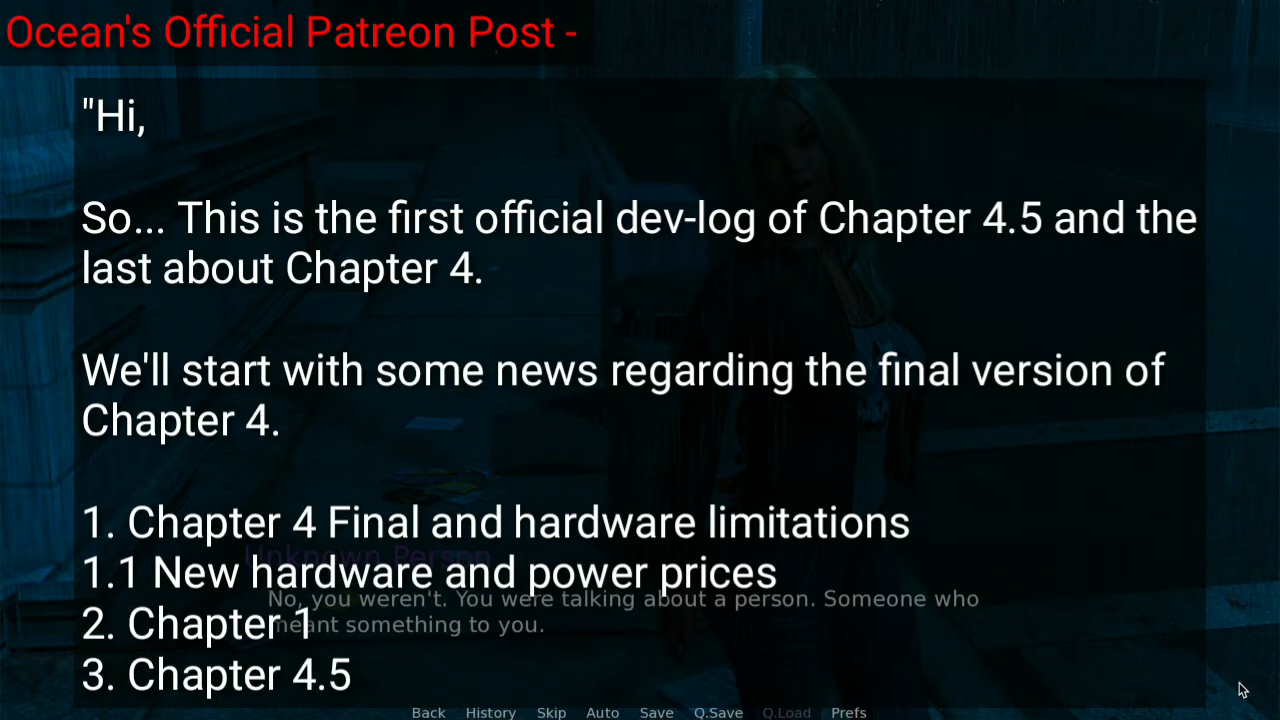 Ocean's Official Patreon Post -
"Hi,
So... This is the first official dev-log of Chapter 4.5 and the
last about Chapter 4.
We'll start with some news regarding the final version of
Chapter 4.
1. Chapter 4 Final and hardware limitations
Unknown Person
1.1 New hardware and power prices
No, you weren't. You were talking about a person. Someone who
2. Chapter 1
meant something to you.
3. Chapter 4.5
Back History Skip Auto Save Q.Save Q.Load Prefs